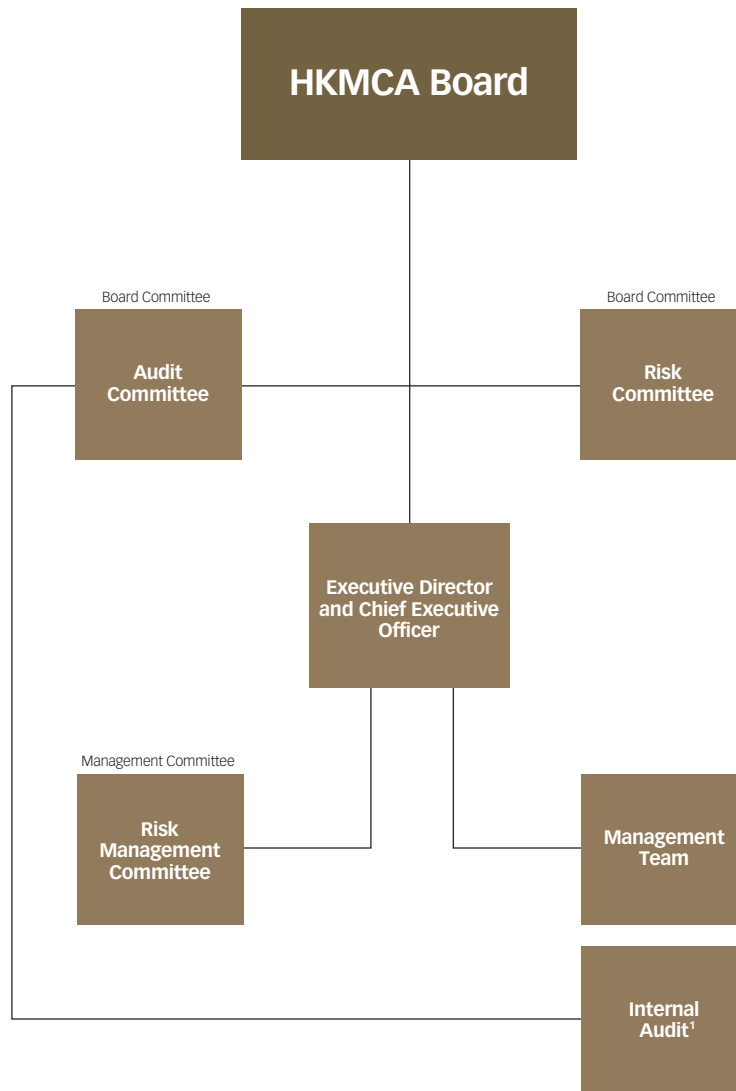 HKMCA Board
Board Committee
Audit
Committee
Board Committee
Risk
Committee
Executive Director
and Chief Executive
Officer
Management Committee
Risk
Management
Committee
Management
Team
Internal
Audit¹